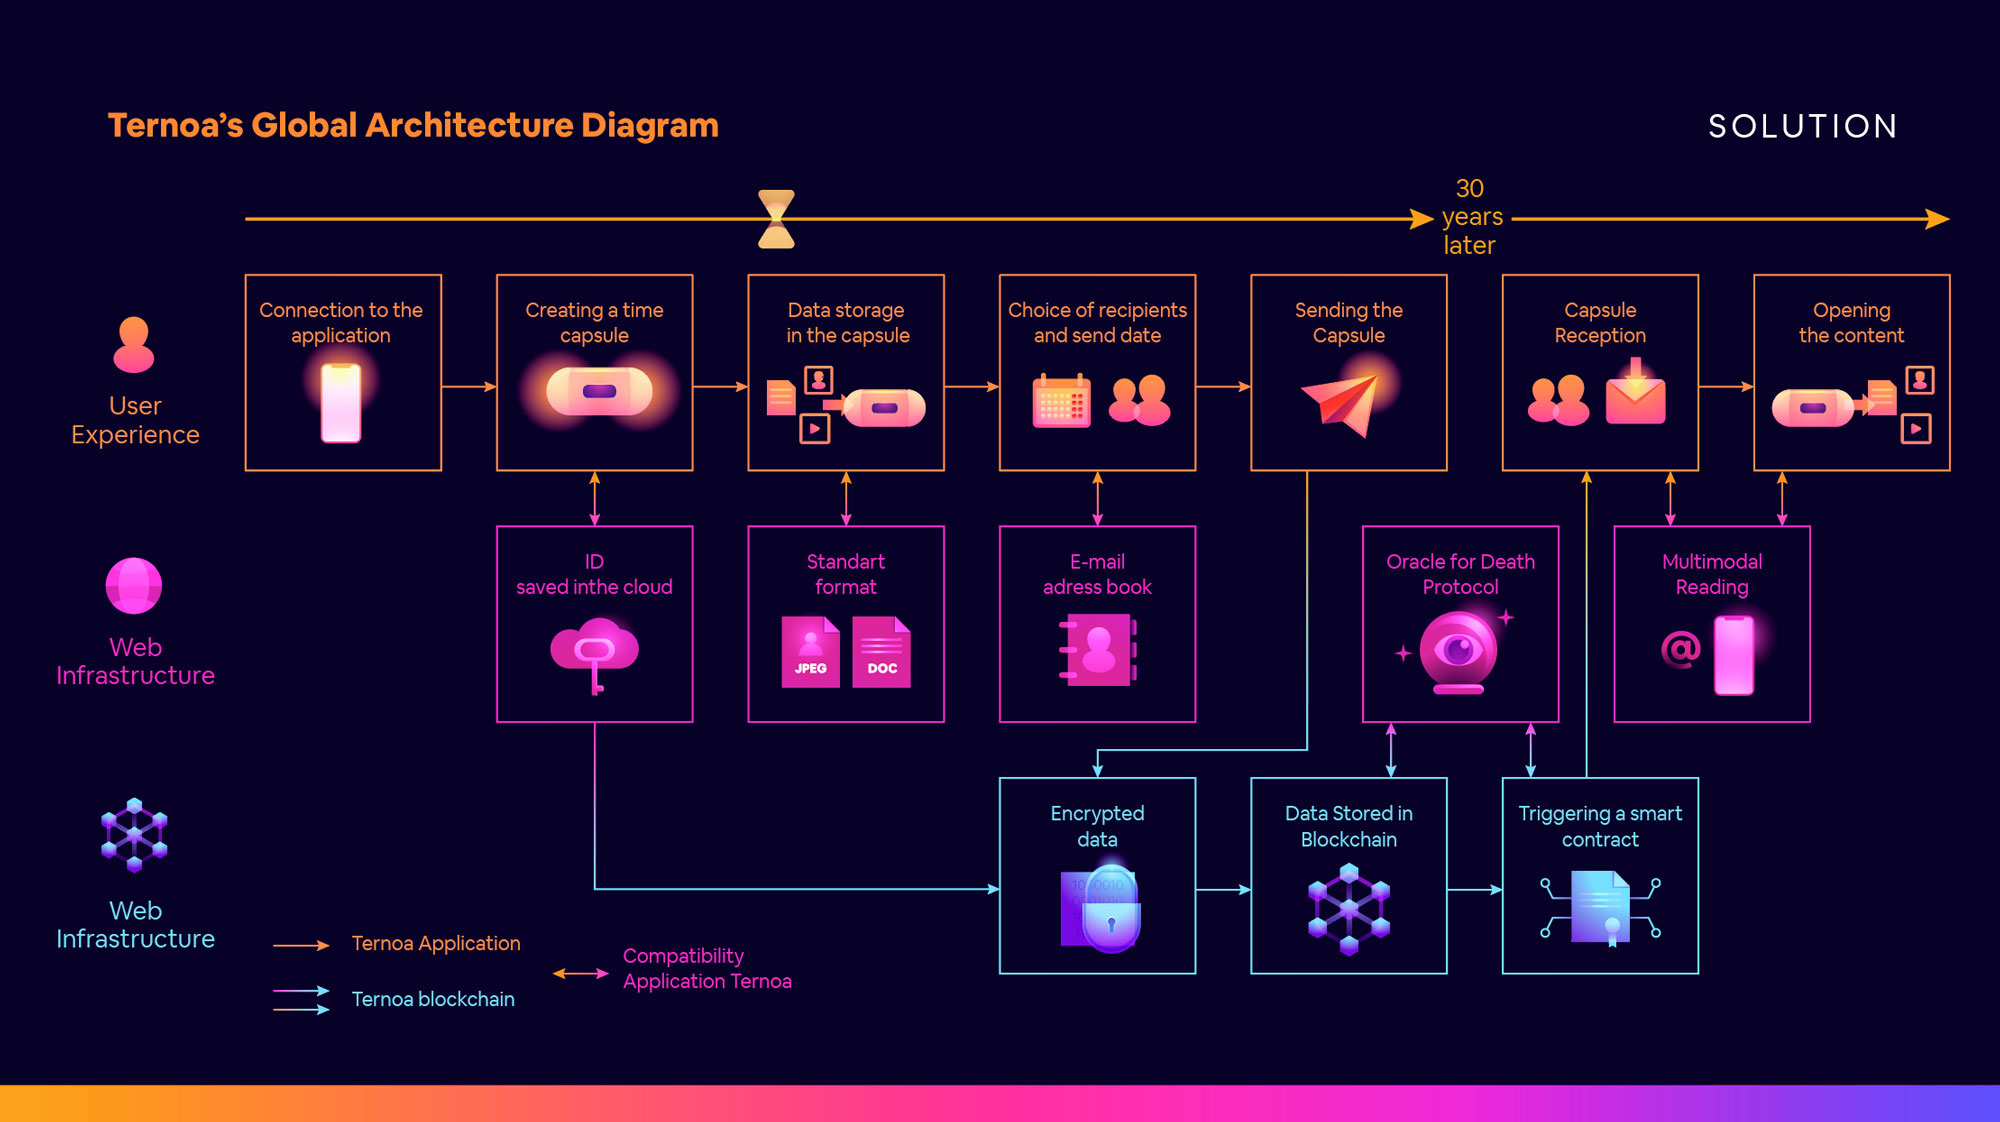 Ternoa's Global Architecture Diagram
SOLUTION
30
years
later
User
Experience
Connection to the
application
Creating a time
capsule
Data storage
in the capsule
Choice of recipients
and send date
Sending the
Capsule
Capsule
Reception
Opening
the content
Web
Infrastructure
ID
saved inthe cloud
Standart
format
JPEG
DOC
E-mail
adress book
Oracle for Death
Protocol
Multimodal
Reading
@
Web
Infrastructure
Encrypted
data
Data Stored in
Blockchain
Triggering a smart
contract
Ternoa Application
Ternoa blockchain
Compatibility
Application Ternoa